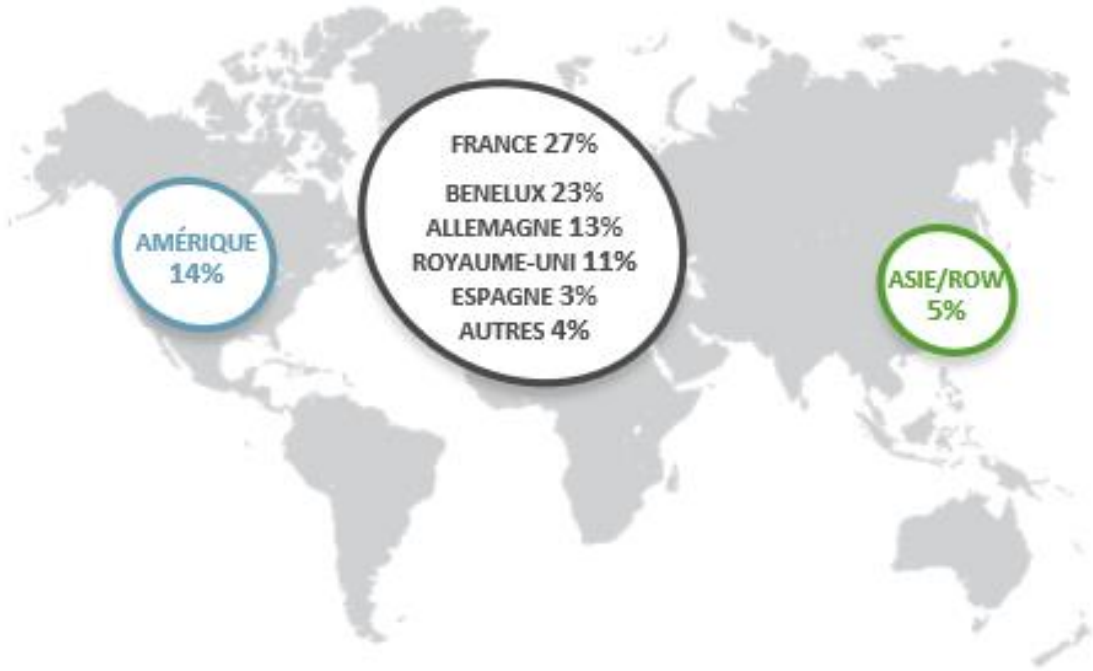 AMÉRIQUE
14%
FRANCE 27%
BENELUX 23%
ALLEMAGNE 13%
ROYAUME-UNI 11%
ESPAGNE 3%
AUTRES 4%
ASIE/ROW
5%